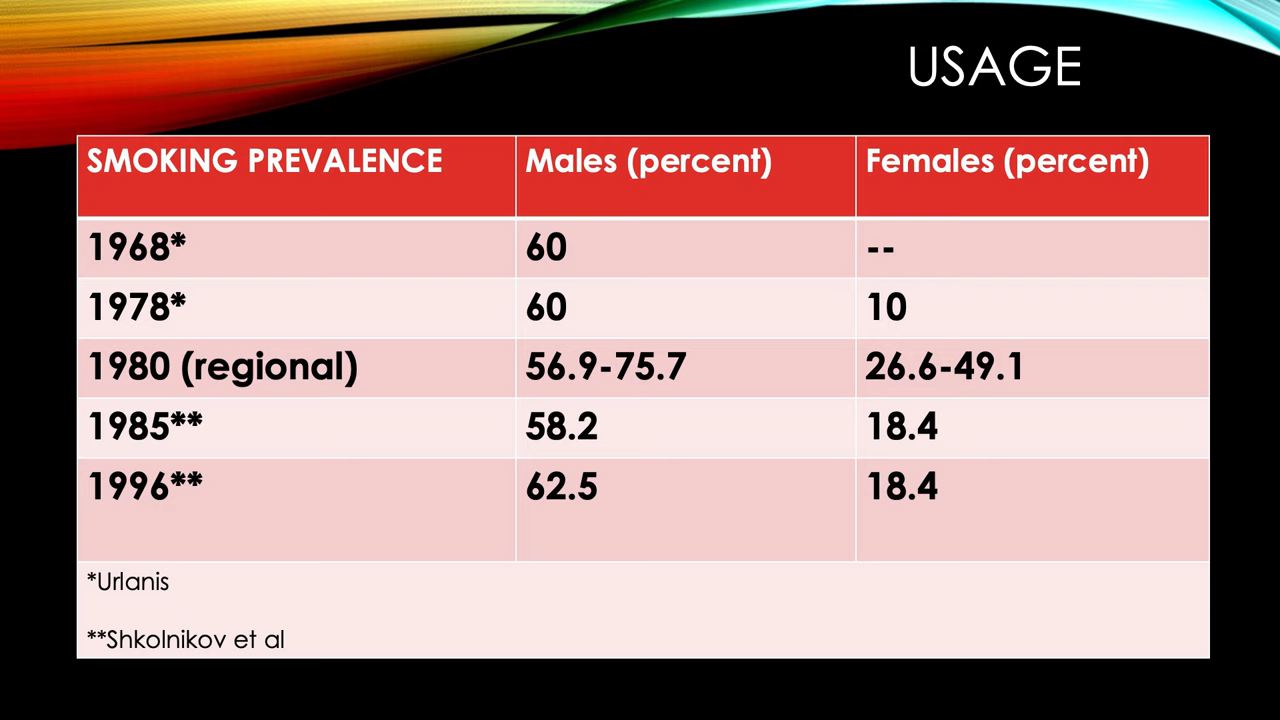 USAGE
SMOKING PREVALENCE Males (percent) Females (percent)
1968* 60 --
1978* 60 10
1980 (regional) 56.9-75.7 26.6-49.1
1985** 58.2 18.4
1996** 62.5 18.4
*Urlanis
**Shkolnikov et al